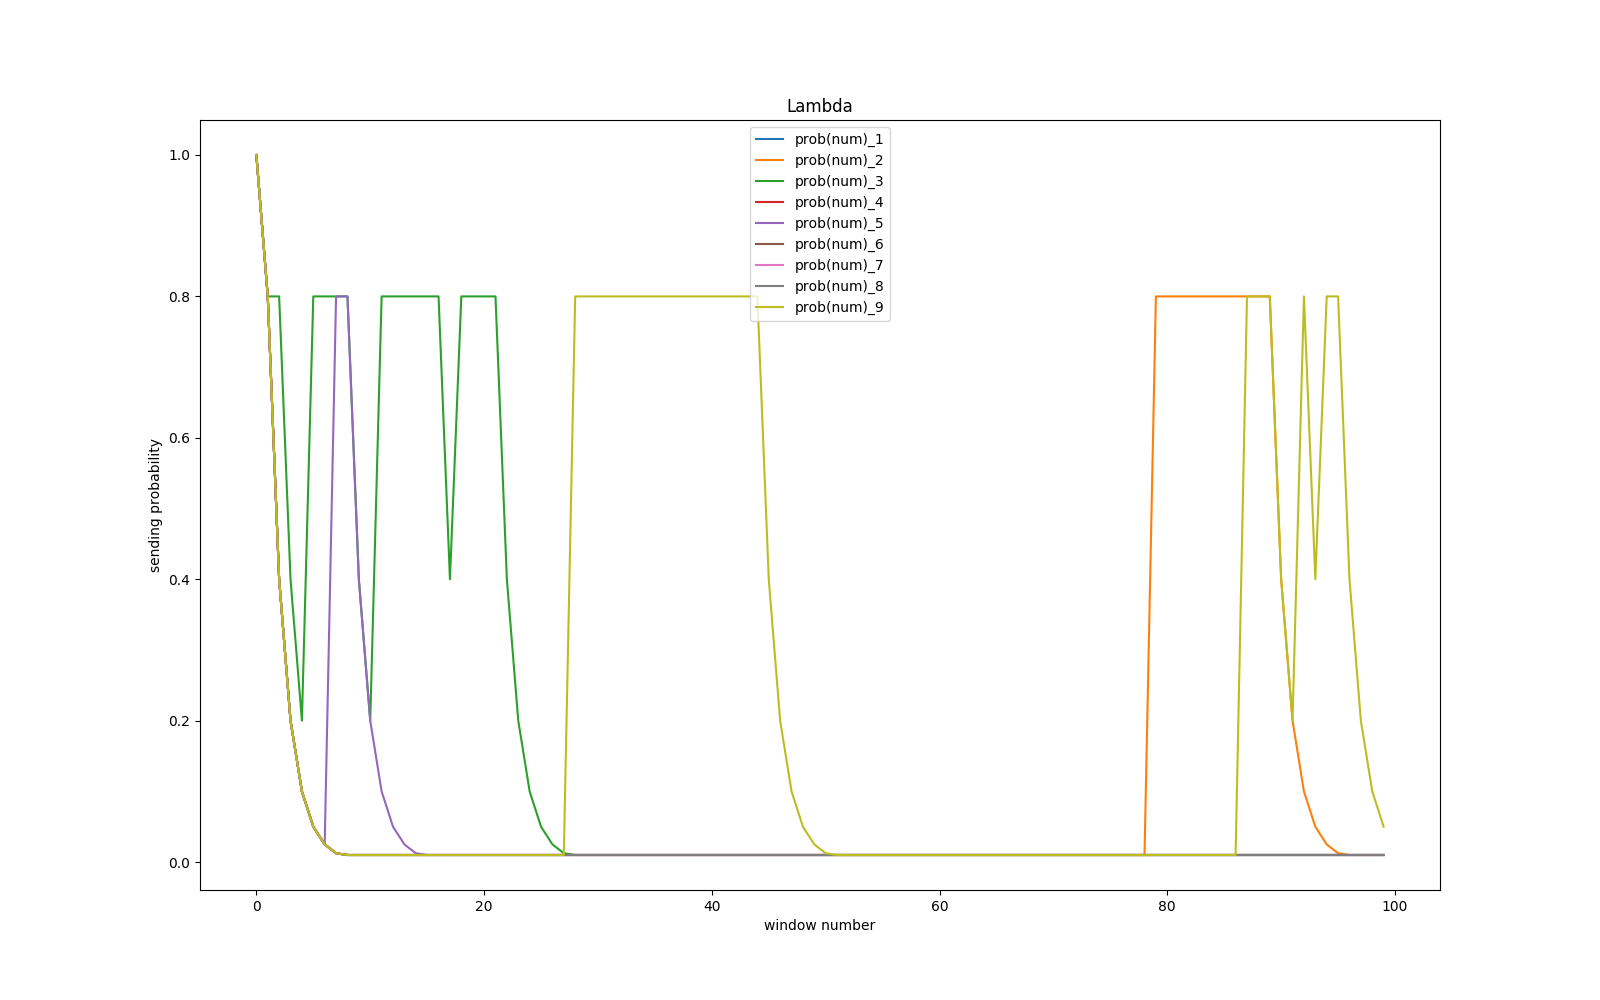 Lambda
prob(num)_1
prob(num)_2
prob(num)_3
prob(num)_4
prob(num)_5
prob(num)_6
prob(num)_7
prob(num)_8
prob(num)_9
sending probability
1.0
0.8
0.6
0.4
0.2
0.0
0 20 40 60 80 100
window number